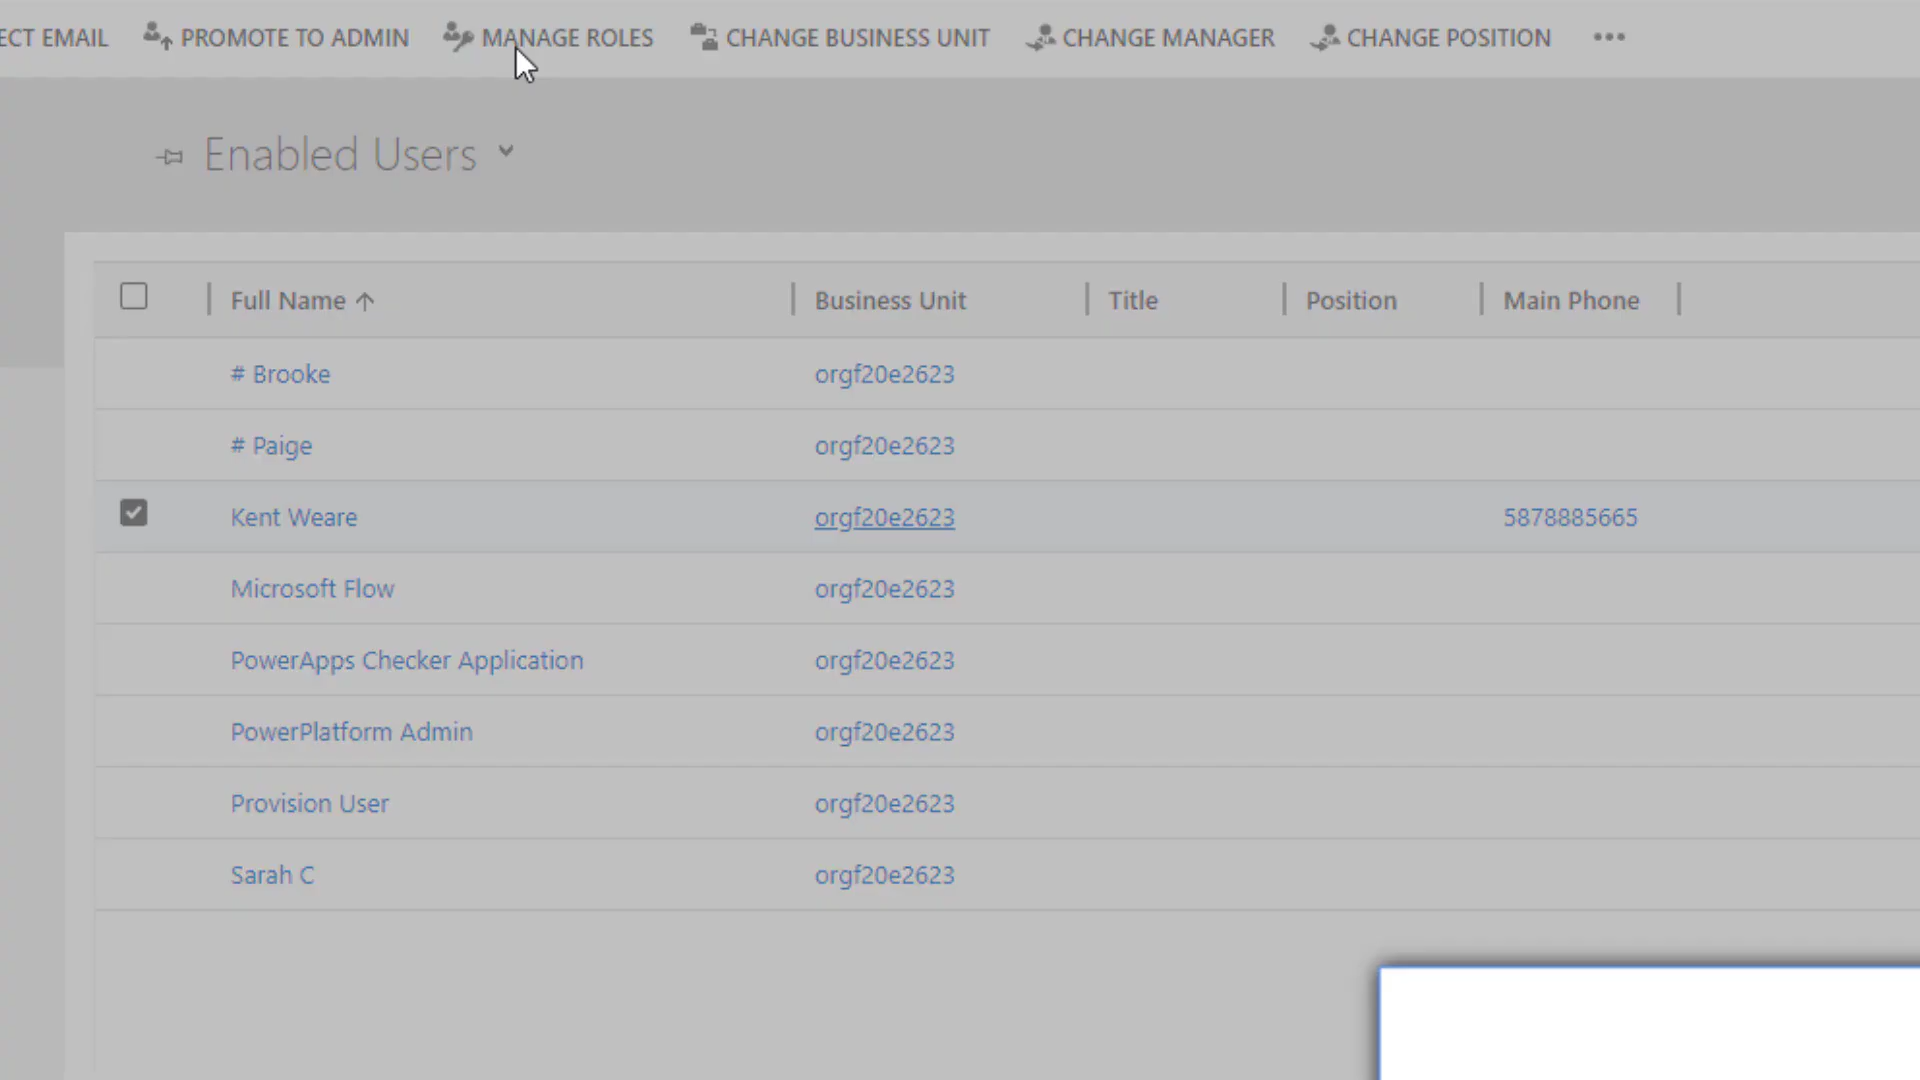 ECT EMAIL PROMOTE TO ADMIN MANAGE ROLES CHANGE BUSINESS UNIT CHANGE MANAGER CHANGE POSITION •••
Enabled Users
Full Name ↑ Business Unit Title Position Main Phone
# Brooke orgf20e2623
# Paige orgf20e2623
Kent Weare orgf20e2623 5878885665
Microsoft Flow orgf20e2623
PowerApps Checker Application orgf20e2623
PowerPlatform Admin orgf20e2623
Provision User orgf20e2623
Sarah C orgf20e2623